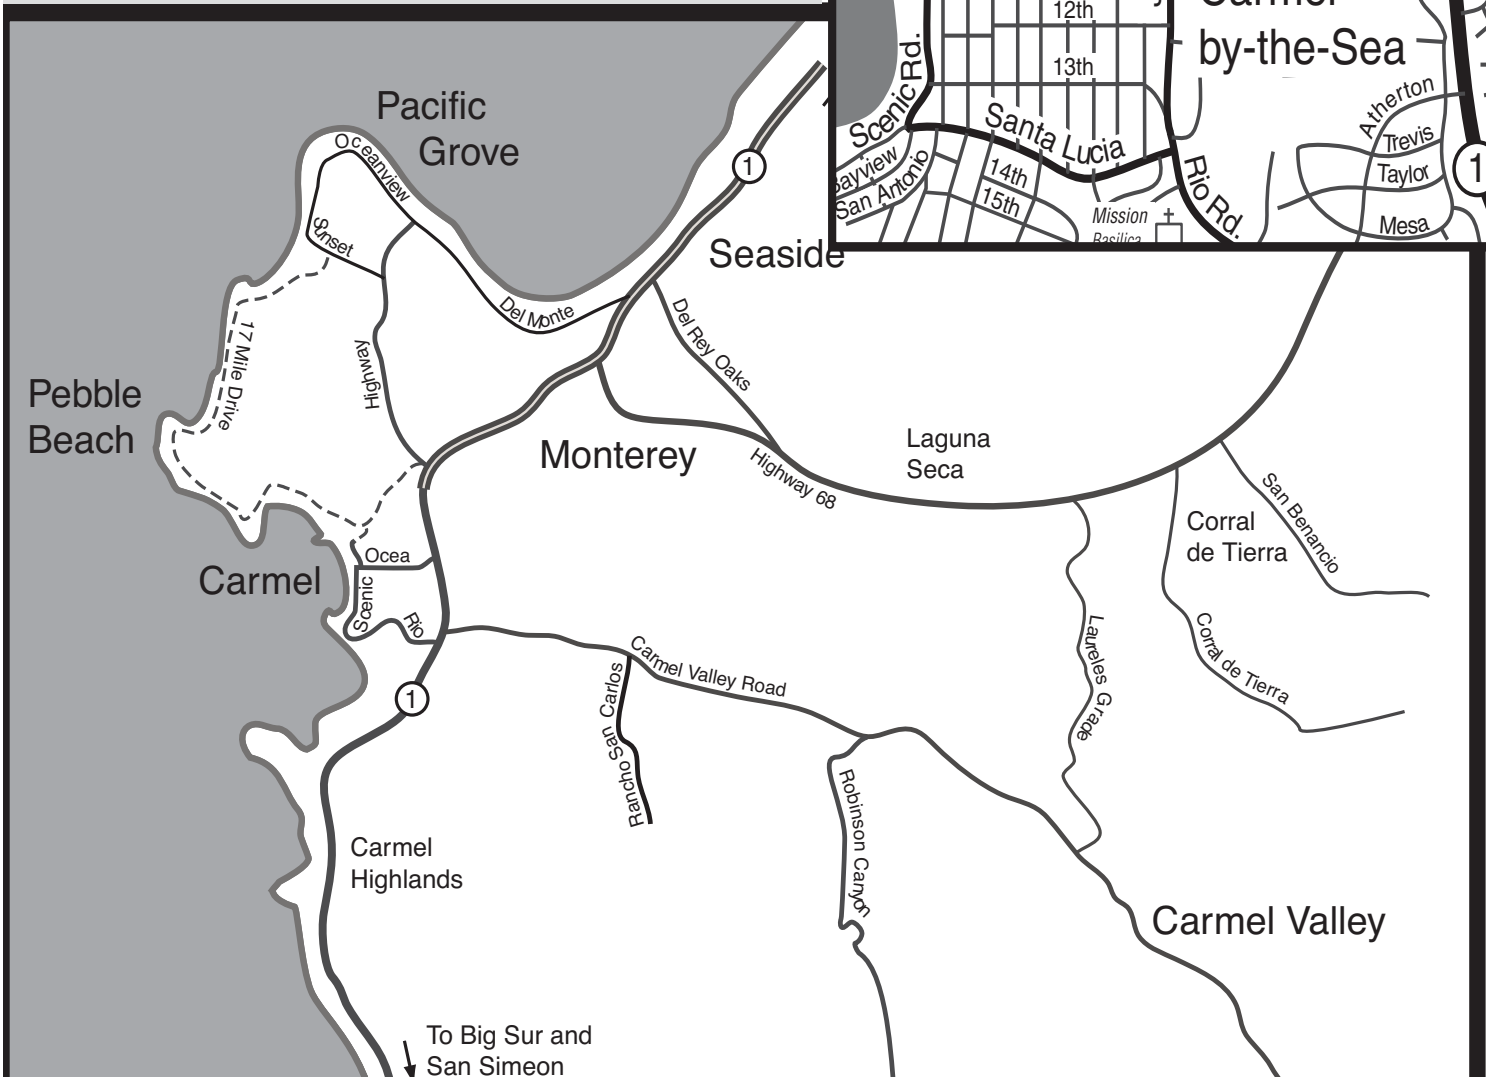 12th
by-the-Sea
13th
Scenic Rd.
Santa Lucia
Atherton
Trevis
Taylor
Mesa
1
Rio Rd.
Bayview
San Antonio
14th
15th
Mission
Basilica
Pacific
Grove
Oceanview
Sunset
1
Seaside
Del Monte
Del Rey Oaks
17 Mile Drive
Highway
Pebble
Beach
Monterey
Highway 68
Laguna
Seca
San Benancio
Corral
de Tierra
Corral de Tierra
Laureles Grade
Carmel
Ocea
Scenic
Rio
Carmel Valley Road
Rancho San Carlos
1
Robinson Canyon
Carmel
Highlands
Carmel Valley
To Big Sur and
San Simeon